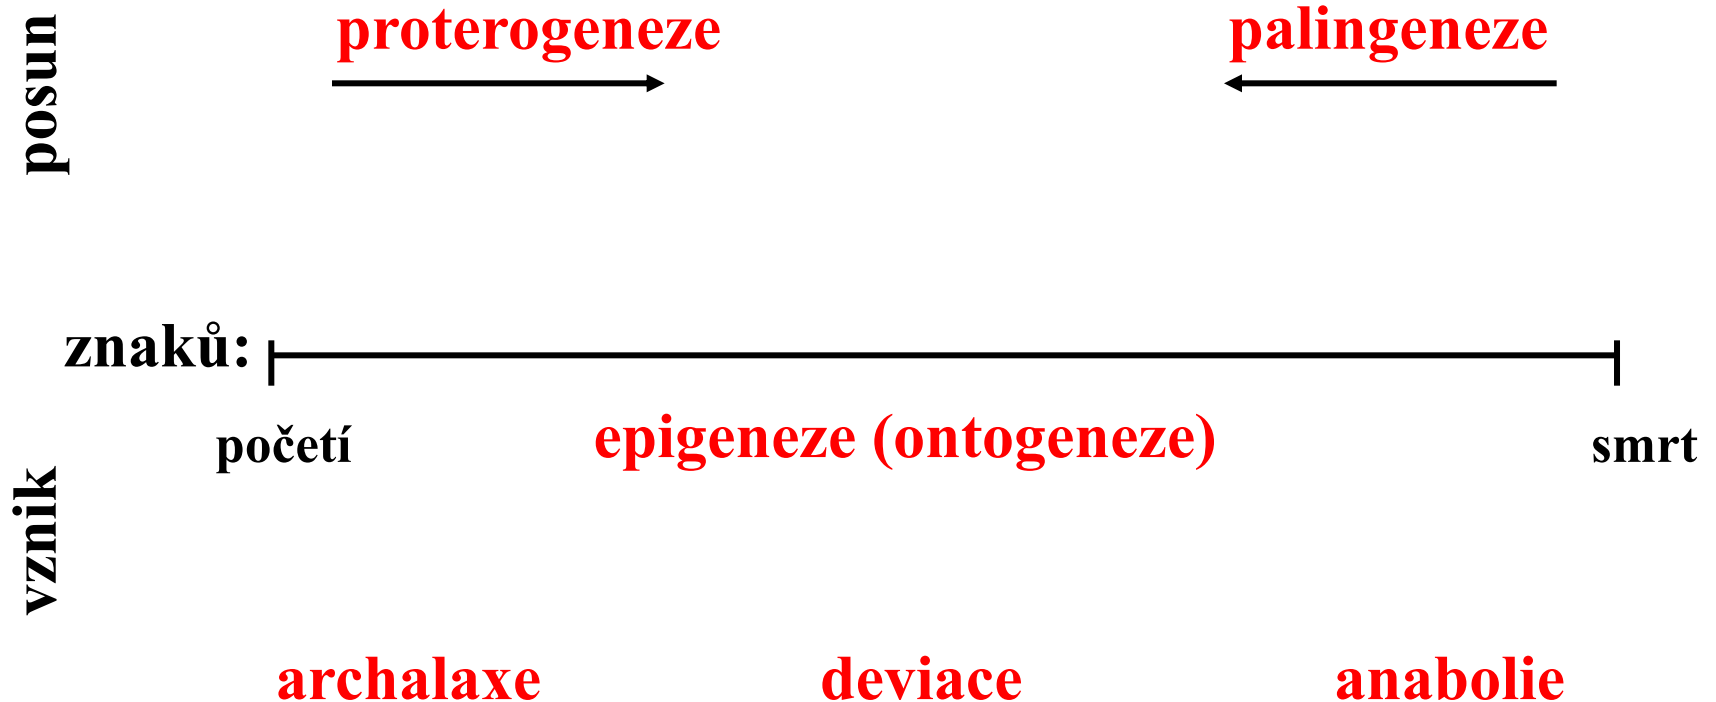 posun
proterogeneze
palingeneze
znaků:
početí
epigeneze (ontogeneze)
smrt
vznik
archalaxe
deviace
anabolie